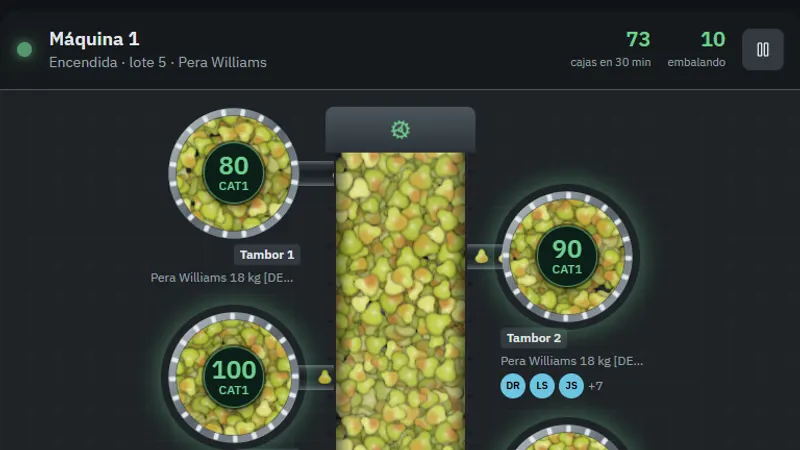 Máquina 1
Encendida · lote 5 · Pera Williams
73
cajas en 30 min
10
embalando
80
CAT1
Tambor 1
Pera Williams 18 kg [DE...
90
CAT1
Tambor 2
Pera Williams 18 kg [DE...
DR LS JS +7
100
CAT1